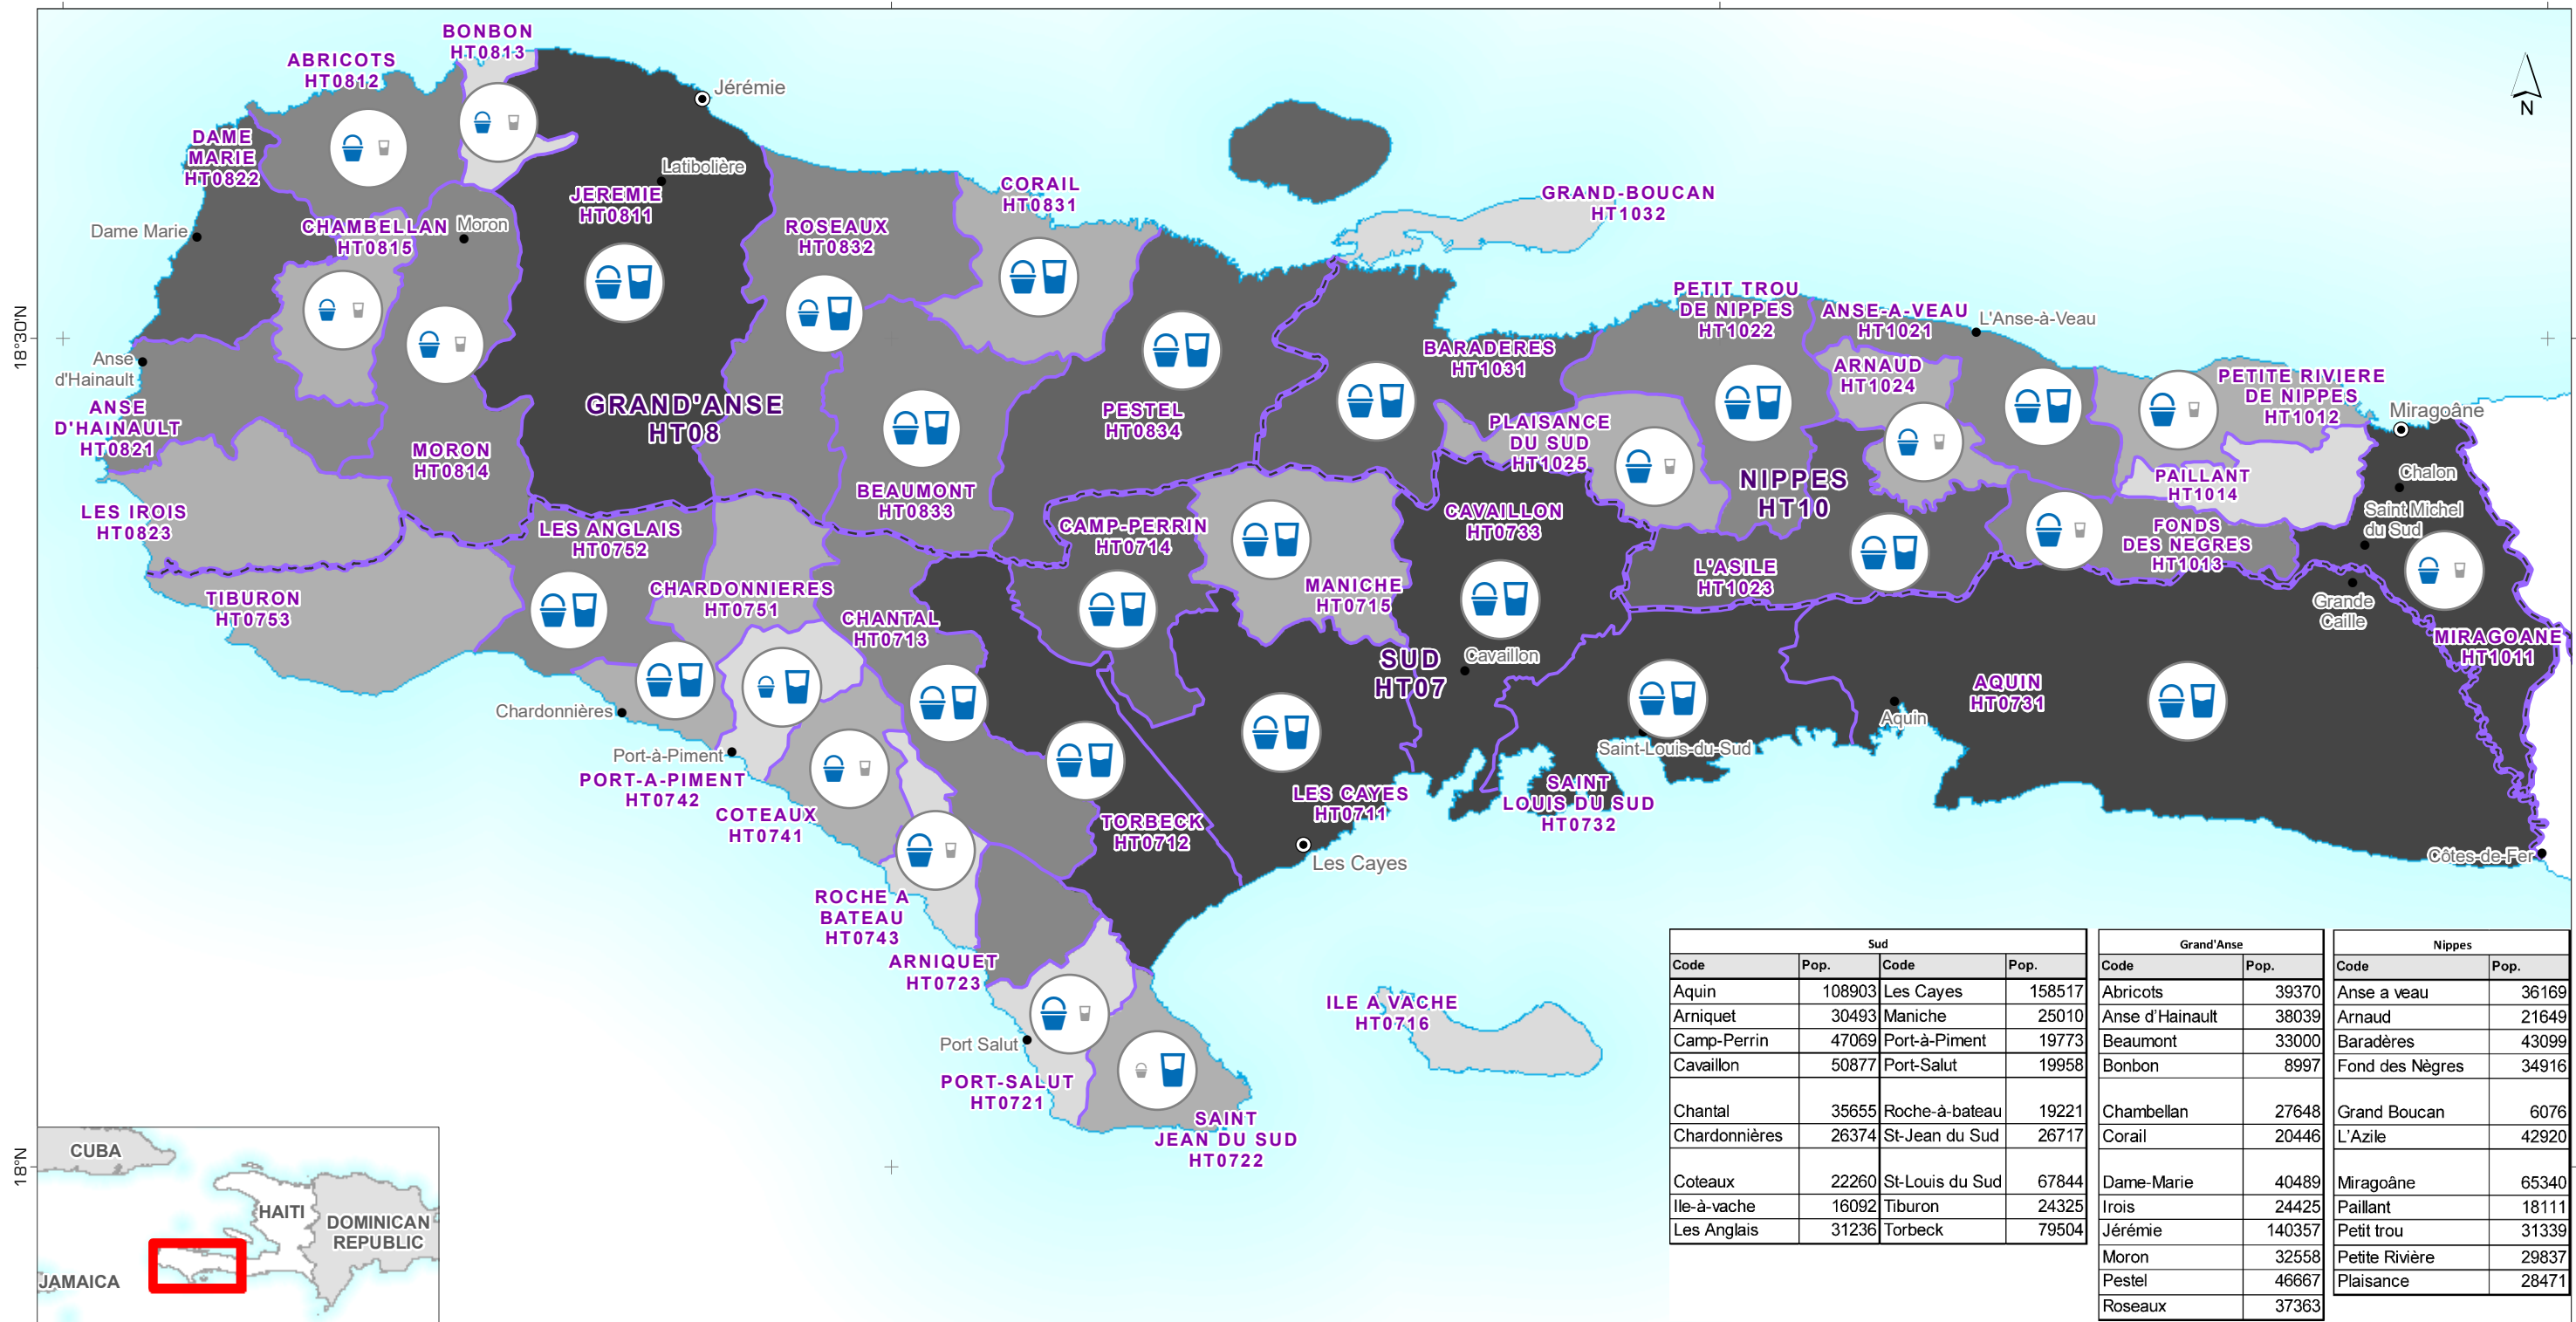 BONBON
HT0813
ABRICOTS
HT0812
Jérémie
N
DAME
MARIE
HT0822
Latibolière
JEREMIE
HT0811
CORAIL
HT0831
GRAND-BOUCAN
HT1032
Dame Marie
CHAMBELLAN
HT0815
Moron
ROSEAUX
HT0832
18°30'N
PETIT TROU
DE NIPPES
HT1022
ANSE-A-VEAU
HT1021
L'Anse-à-Veau
Anse
d'Hainault
BARADERES
HT1031
ARNAUD
HT1024
PETITE RIVIERE
DE NIPPES
HT1012
Miragoâne
ANSE
D'HAINAULT
HT0821
GRAND'ANSE
HT08
PESTEL
HT0834
PLAISANCE
DU SUD
HT1025
MORON
HT0814
NIPPES
HT10
PAILLANT
HT1014
Chalon
LES IROIS
HT0823
BEAUMONT
HT0833
LES ANGLAIS
HT0752
CAMP-PERRIN
HT0714
CAVAILLON
HT0733
Saint Michel
du Sud
FONDS
DES NEGRES
HT1013
TIBURON
HT0753
CHARDONNIERES
HT0751
CHANTAL
HT0713
MANICHE
HT0715
L'ASILE
HT1023
Grande
Caille
MIRAGOANE
HT1011
SUD
HT07
Cavaillon
AQUIN
HT0731
Aquin
Chardonnières
Port-à-Piment
PORT-A-PIMENT
HT0742
Saint-Louis-du-Sud
SAINT
LOUIS DU SUD
HT0732
LES CAYES
HT0711
COTEAUX
HT0741
TORBECK
HT0712
Les Cayes
Côtes-de-Fer
ROCHE A
BATEAU
HT0743
ARNIQUET
HT0723
ILE A VACHE
HT0716
Port Salut
PORT-SALUT
HT0721
SAINT
JEAN DU SUD
HT0722
18°N
CUBA
HAITI
DOMINICAN
REPUBLIC
JAMAICA
Sud
Code Pop. Code Pop.
Aquin 108903 Les Cayes 158517
Arniquet 30493 Maniche 25010
Camp-Perrin 47069 Port-à-Piment 19773
Cavaillon 50877 Port-Salut 19958
Chantal 35655 Roche-à-bateau 19221
Chardonnières 26374 St-Jean du Sud 26717
Coteaux 22260 St-Louis du Sud 67844
Ile-à-vache 16092 Tiburon 24325
Les Anglais 31236 Torbeck 79504
Grand'Anse
Code Pop.
Abricots 39370
Anse d'Hainault 38039
Beaumont 33000
Bonbon 8997
Chambellan 27648
Corail 20446
Dame-Marie 40489
Irois 24425
Jérémie 140357
Moron 32558
Pestel 46667
Roseaux 37363
Nippes
Code Pop.
Anse a veau 36169
Arnaud 21649
Baradères 43099
Fond des Nègres 34916
Grand Boucan 6076
L'Azile 42920
Miragoâne 65340
Paillant 18111
Petit trou 31339
Petite Rivière 29837
Plaisance 28471